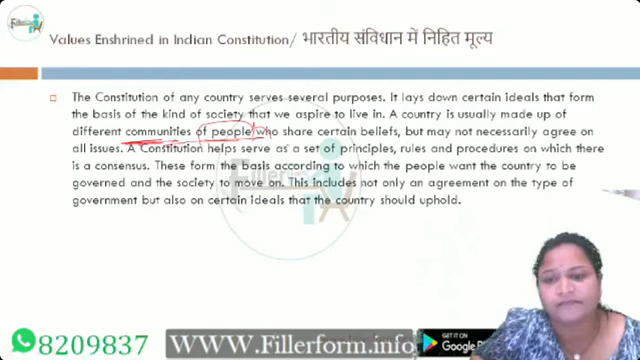 Values Enshrined in Indian Constitution/ भारतीय संविधान में निहित मूल्य
The Constitution of any country serves several purposes. It lays down certain ideals that form
the basis of the kind of society that we aspire to live in. A country is usually made up of
different communities of people who share certain beliefs, but may not necessarily agree on
all issues. A Constitution helps serve as a set of principles, rules and procedures on which there
is a consensus. These form the basis according to which the people want the country to be
governed and the society to move on. This includes not only an agreement on the type of
government but also on certain ideals that the country should uphold.
8209837
WWW.Fillerform.info
GET IT ON
Google